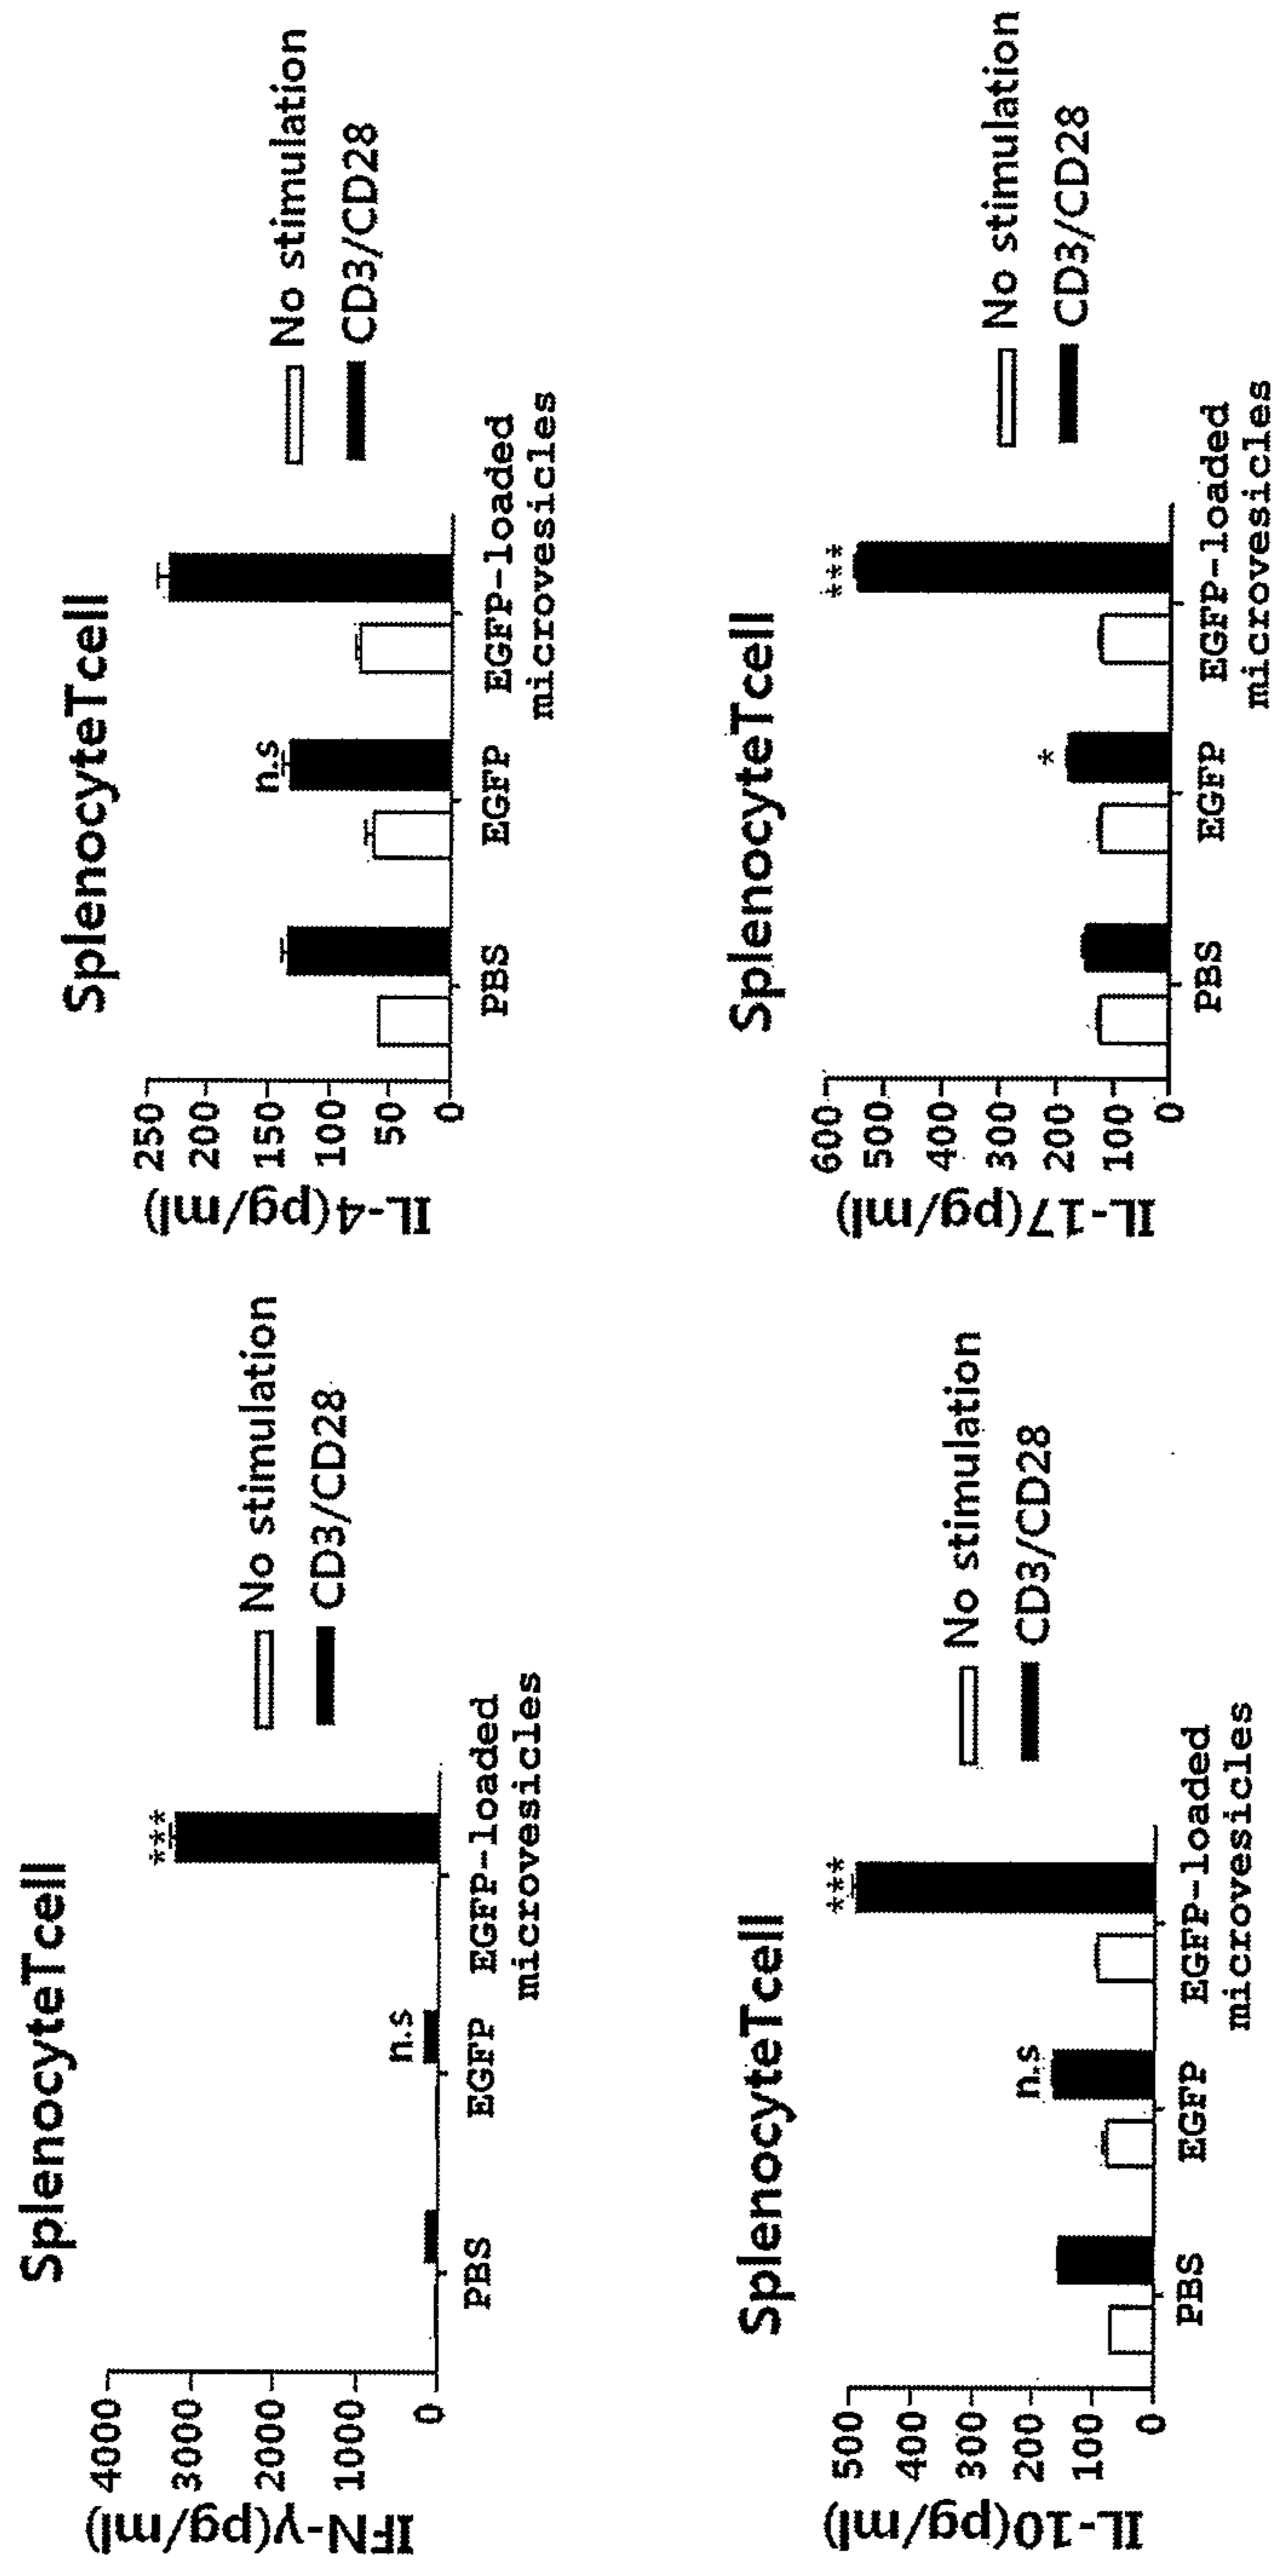 SplenocyteTcell
IFN-γ(pg/ml)
4000
3000
2000
1000
0
***
n.s
PBS
EGFP
EGFP-loaded
microvesicles
No stimulation
CD3/CD28
SplenocyteTcell
IL-4(pg/ml)
250
200
150
100
50
0
n.s
PBS
EGFP
EGFP-loaded
microvesicles
No stimulation
CD3/CD28
SplenocyteTcell
IL-10(pg/ml)
500
400
300
200
100
0
***
n.s
PBS
EGFP
EGFP-loaded
microvesicles
No stimulation
CD3/CD28
SplenocyteTcell
IL-17(pg/ml)
600
500
400
300
200
100
0
***
*
PBS
EGFP
EGFP-loaded
microvesicles
No stimulation
CD3/CD28